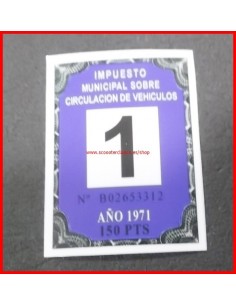 IMPUESTO
MUNICIPAL SOBRE
CIRCULACION DE VEHICULOS
1
Nº B02653312
AÑO 1971
150 PTS